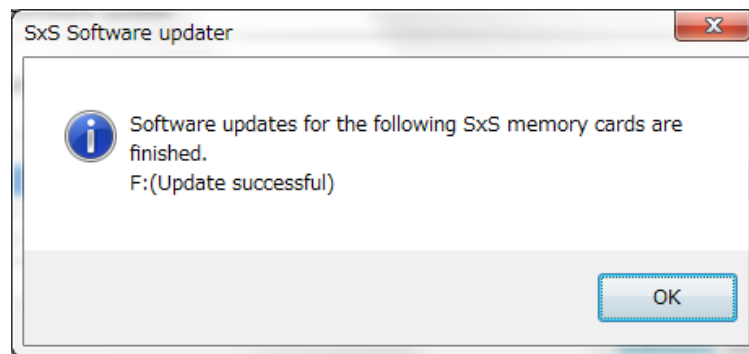 SxS Software updater
Software updates for the following SxS memory cards are
finished.
F:(Update successful)
OK